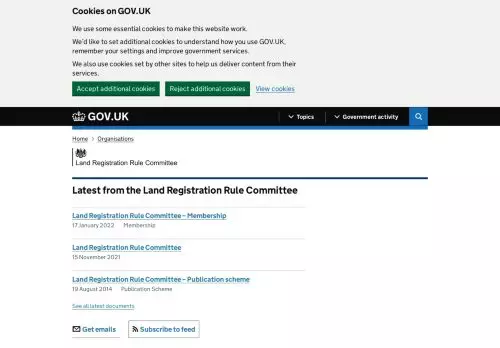 Cookies on GOV.UK
We use some essential cookies to make this website work.
We'd like to set additional cookies to understand how you use GOV.UK,
remember your settings and improve government services.
We also use cookies set by other sites to help us deliver content from their
services.
Accept additional cookies Reject additional cookies View cookies
GOV.UK Topics Government activity
Home Organisations
Land Registration Rule Committee
Latest from the Land Registration Rule Committee
Land Registration Rule Committee – Membership
17 January 2022 Membership
Land Registration Rule Committee
15 November 2021
Land Registration Rule Committee – Publication scheme
19 August 2014 Publication Scheme
See all latest documents
Get emails Subscribe to feed